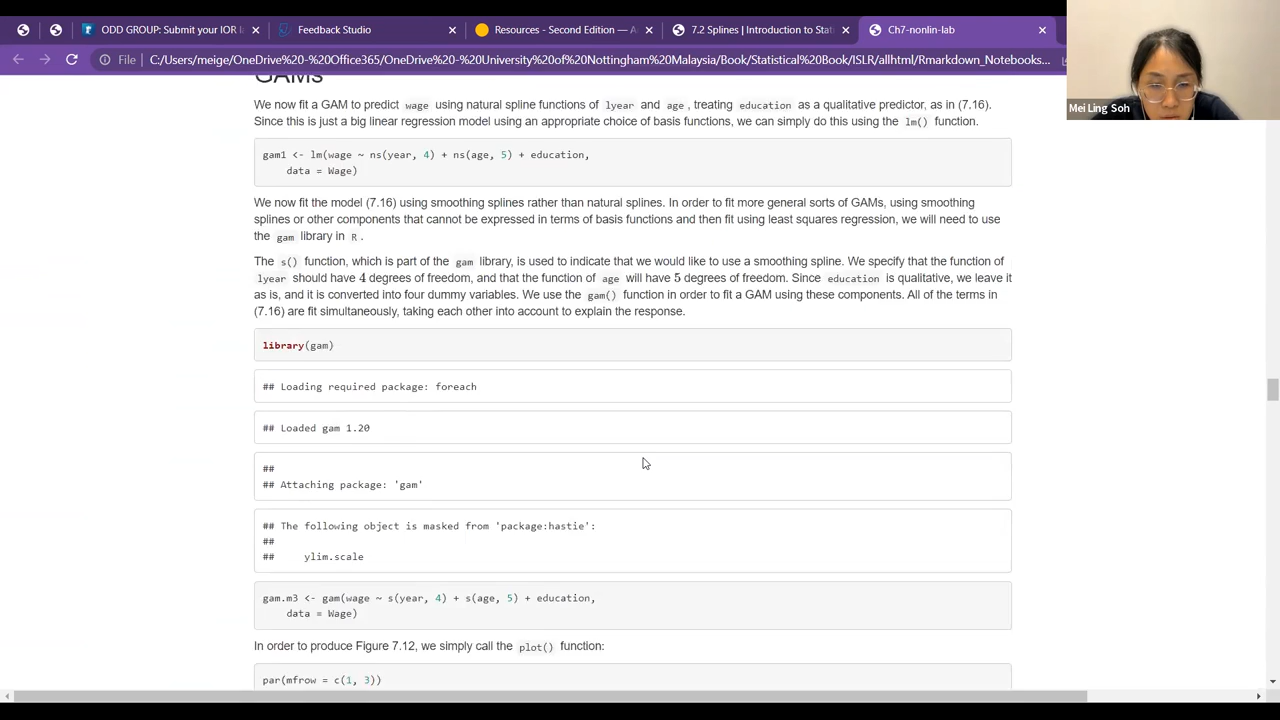 ODD GROUP: Submit your IOR
Feedback Studio
Resources - Second Edition — A
7.2 Splines | Introduction to Stat
Ch7-nonlin-lab
File
C:/Users/meige/OneDrive%20-%20Office365/OneDrive%20-%20University%20of%20Nottingham%20Malaysia/Book/Statistical%20Book/ISLR/allhtml/Rmarkdown_Notebooks...
Mei Ling Soh
GAMs
We now fit a GAM to predict wage using natural spline functions of lyear and age, treating education as a qualitative predictor, as in (7.16).
Since this is just a big linear regression model using an appropriate choice of basis functions, we can simply do this using the lm() function.
gam1 <- lm(wage ~ ns(year, 4) + ns(age, 5) + education,
data = Wage)
We now fit the model (7.16) using smoothing splines rather than natural splines. In order to fit more general sorts of GAMs, using smoothing
splines or other components that cannot be expressed in terms of basis functions and then fit using least squares regression, we will need to use
the gam library in R.
The s() function, which is part of the gam library, is used to indicate that we would like to use a smoothing spline. We specify that the function of
lyear should have 4 degrees of freedom, and that the function of age will have 5 degrees of freedom. Since education is qualitative, we leave it
as is, and it is converted into four dummy variables. We use the gam() function in order to fit a GAM using these components. All of the terms in
(7.16) are fit simultaneously, taking each other into account to explain the response.
library(gam)
## Loading required package: foreach
## Loaded gam 1.20
##
## Attaching package: 'gam'
## The following object is masked from 'package:hastie':
##
## ylim.scale
gam.m3 <- gam(wage ~ s(year, 4) + s(age, 5) + education,
data = Wage)
In order to produce Figure 7.12, we simply call the plot() function:
par(mfrow = c(1, 3))